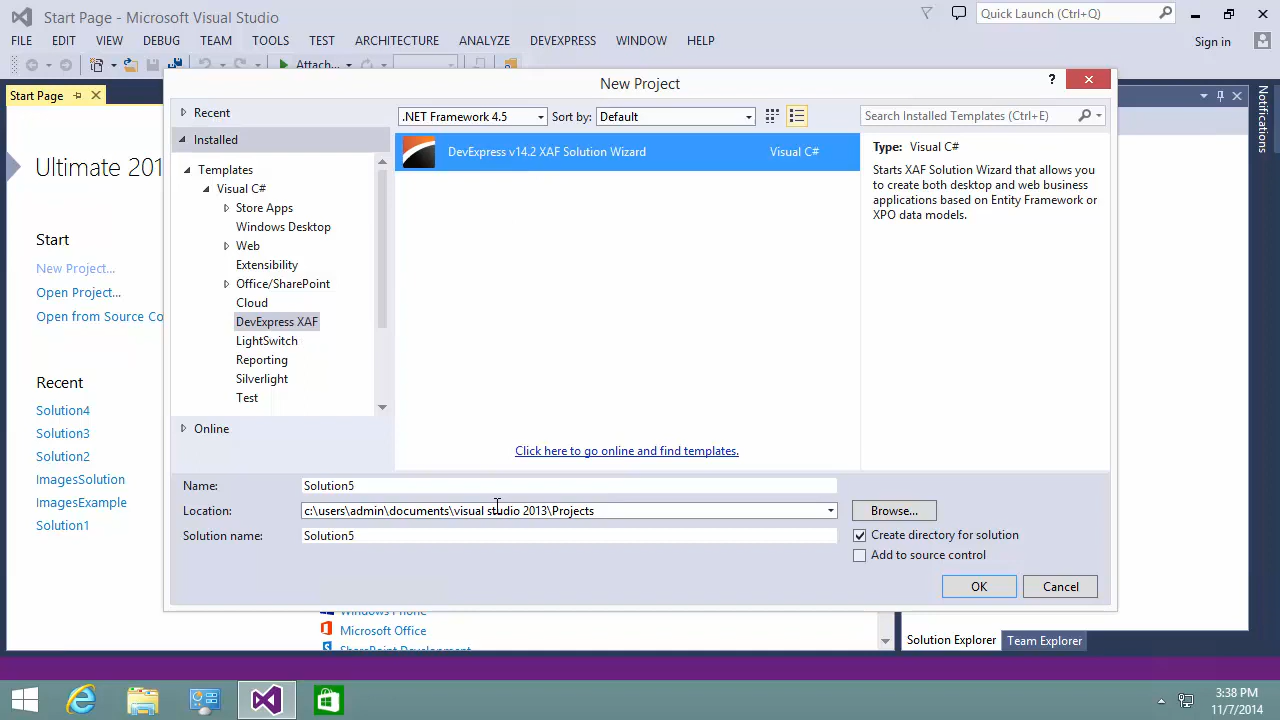 Start Page - Microsoft Visual Studio
Quick Launch (Ctrl+Q)
FILE EDIT VIEW DEBUG TEAM TOOLS TEST ARCHITECTURE ANALYZE DEVEXPRESS WINDOW HELP
Sign in
Attach...
Start Page
Notifications
Ultimate 201
Start
New Project...
Open Project...
Open from Source Co
Recent
Solution4
Solution3
Solution2
ImagesSolution
ImagesExample
Solution1
New Project
?
Recent
Installed
.NET Framework 4.5
Sort by: Default
Search Installed Templates (Ctrl+E)
Templates
Visual C#
Store Apps
Windows Desktop
Web
Extensibility
Office/SharePoint
Cloud
DevExpress XAF
LightSwitch
Reporting
Silverlight
Test
Online
DevExpress v14.2 XAF Solution Wizard Visual C#
Click here to go online and find templates.
Type: Visual C#
Starts XAF Solution Wizard that allows you
to create both desktop and web business
applications based on Entity Framework or
XPO data models.
Name: Solution5
Location: c:\users\admin\documents\visual studio 2013\Projects
Browse...
Solution name: Solution5
Create directory for solution
Add to source control
OK Cancel
Windows Phone
Microsoft Office
SharePoint Development
Solution Explorer Team Explorer
3:38 PM
11/7/2014